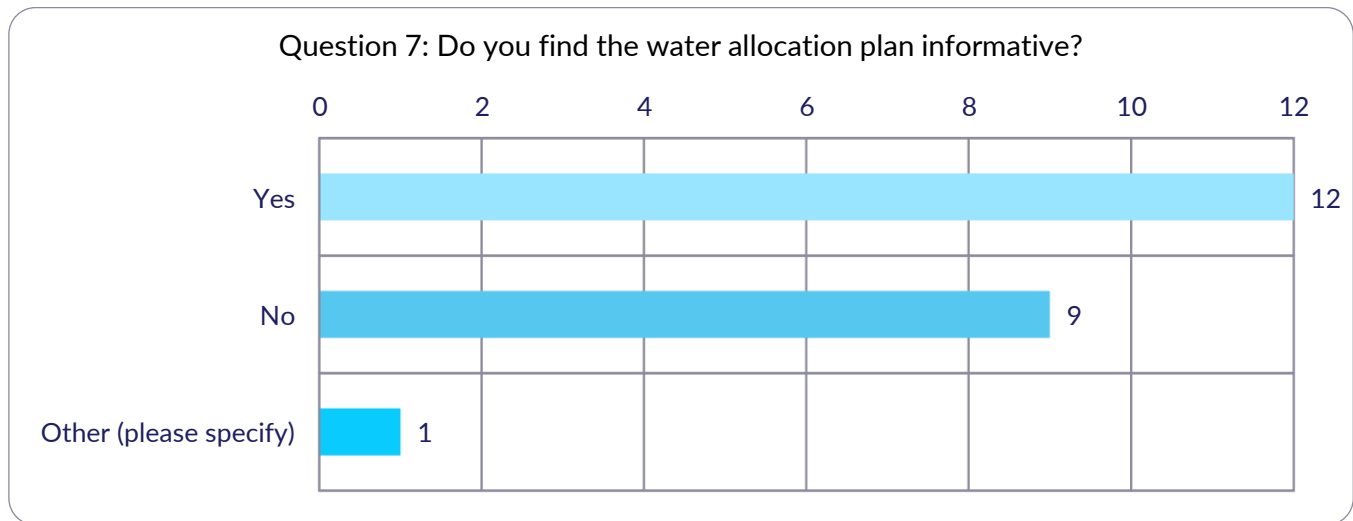 Question 7: Do you find the water allocation plan informative?
0 2 4 6 8 10 12
Yes 12
No 9
Other (please specify) 1